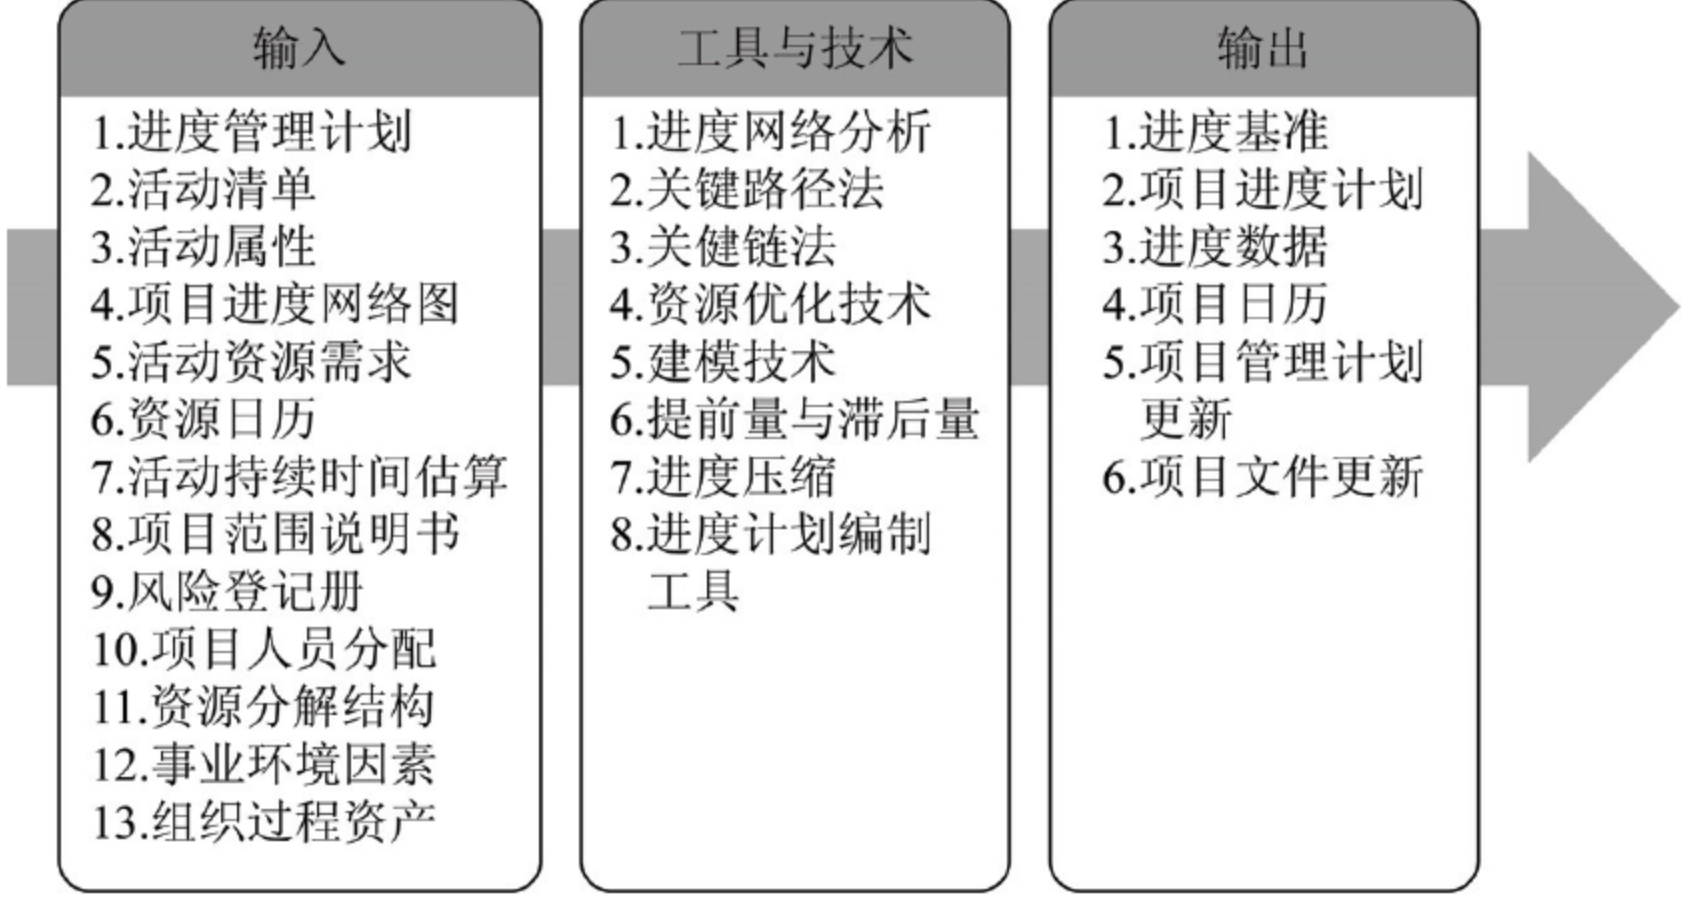 输入
1.进度管理计划
2.活动清单
3.活动属性
4.项目进度网络图
5.活动资源需求
6.资源日历
7.活动持续时间估算
8.项目范围说明书
9.风险登记册
10.项目人员分配
11.资源分解结构
12.事业环境因素
13.组织过程资产
工具与技术
1.进度网络分析
2.关键路径法
3.关健链法
4.资源优化技术
5.建模技术
6.提前量与滞后量
7.进度压缩
8.进度计划编制
工具
输出
1.进度基准
2.项目进度计划
3.进度数据
4.项目日历
5.项目管理计划
更新
6.项目文件更新